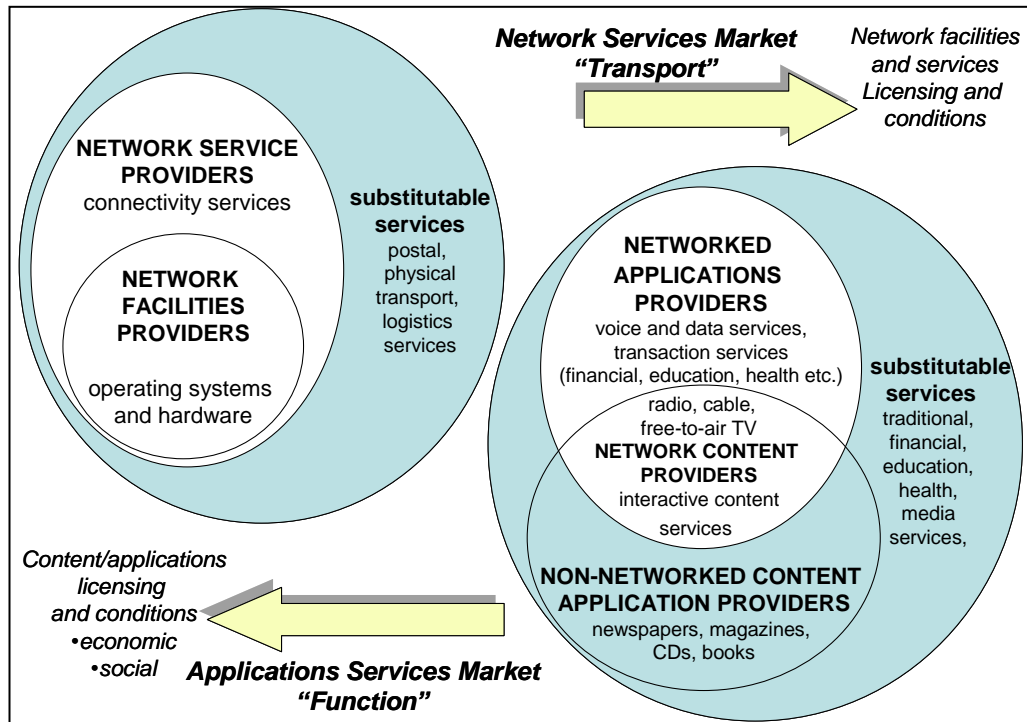 Network Services Market
“Transport”
Network facilities
and services
Licensing and
conditions
NETWORK SERVICE
PROVIDERS
connectivity services
NETWORK
FACILITIES
PROVIDERS
operating systems
and hardware
substitutable
services
postal,
physical
transport,
logistics
services
NETWORKED
APPLICATIONS
PROVIDERS
voice and data services,
transaction services
(financial, education, health etc.)
radio, cable,
free-to-air TV
NETWORK CONTENT
PROVIDERS
interactive content
services
NON-NETWORKED CONTENT
APPLICATION PROVIDERS
newspapers, magazines,
CDs, books
substitutable
services
traditional,
financial,
education,
health,
media
services,
Content/applications
licensing
and conditions
•economic
•social
Applications Services Market
“Function”